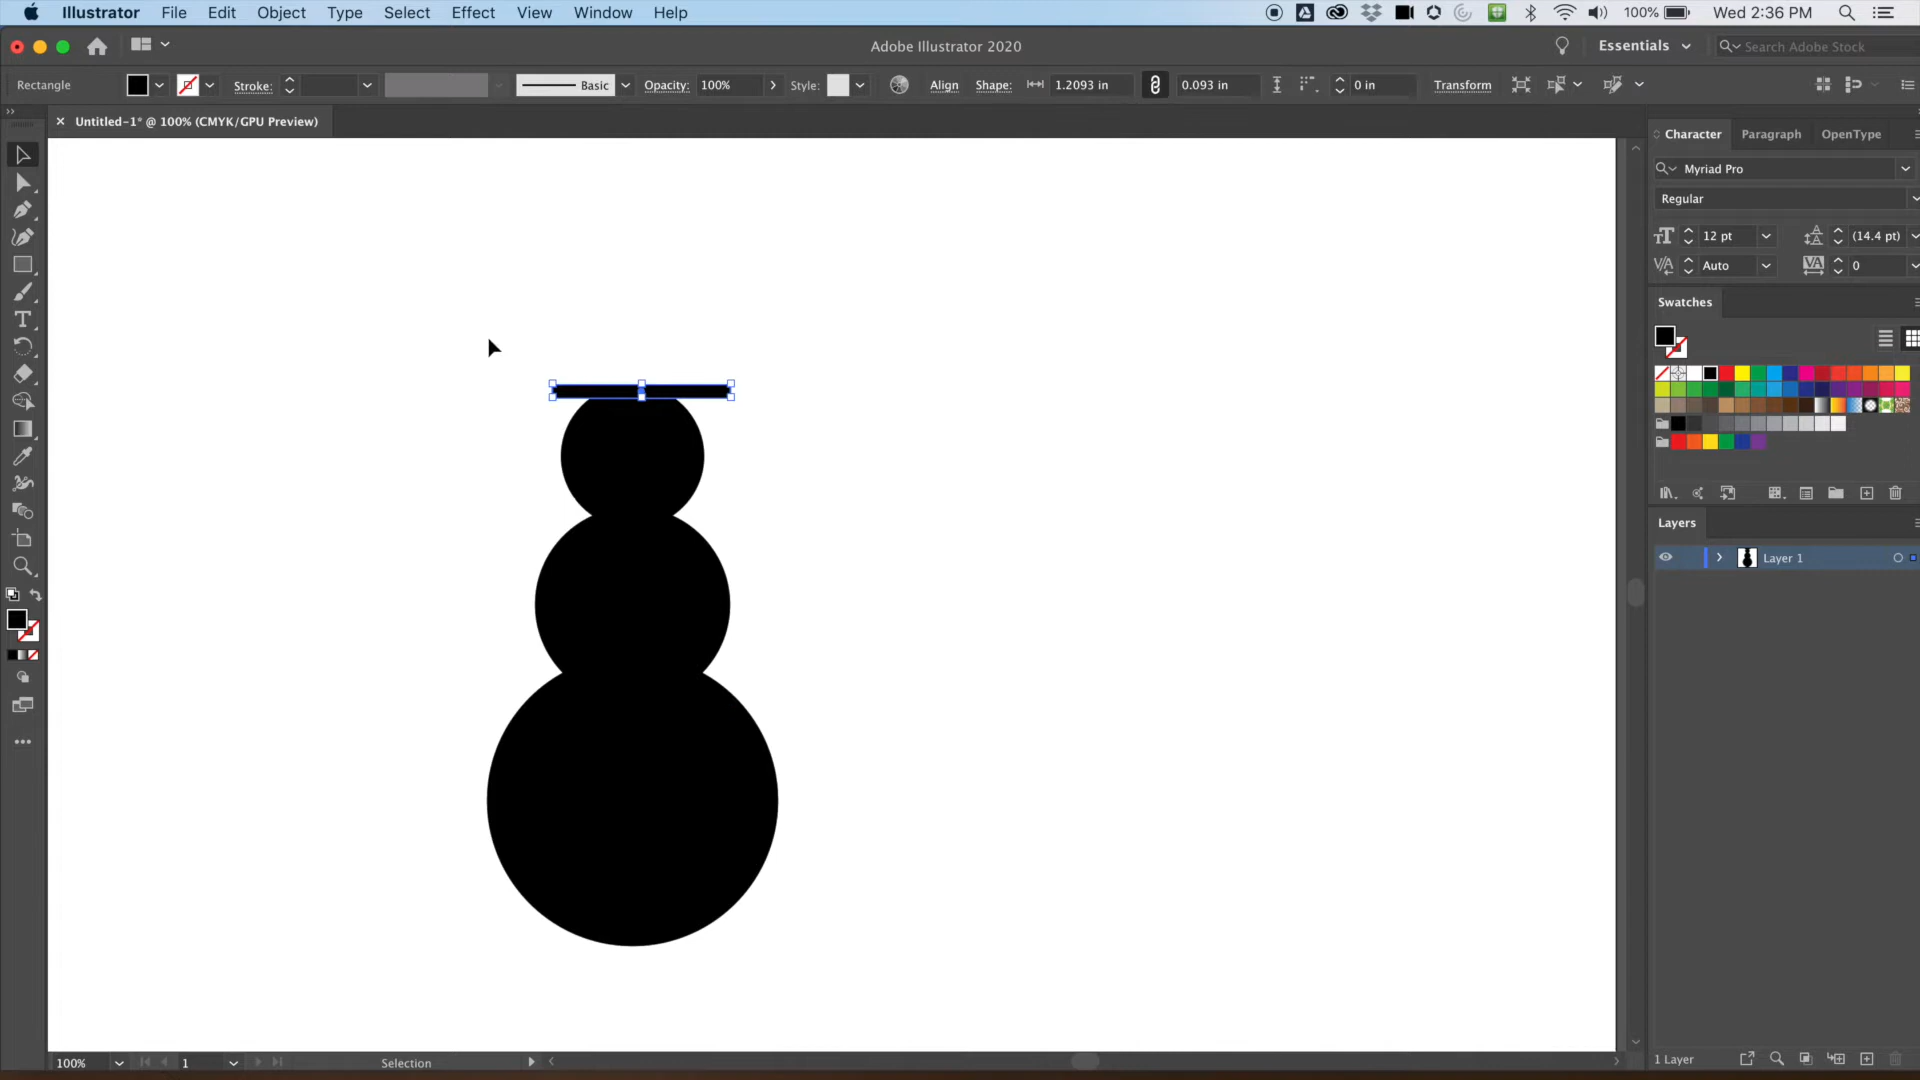 Illustrator File Edit Object Type Select Effect View Window Help 100% Wed 2:36 PM
Adobe Illustrator 2020 Essentials Search Adobe Stock
Rectangle Stroke: Basic Opacity: 100% Style: Align Shape: 1.2093 in 0.093 in 0 in Transform
Untitled-1* @ 100% (CMYK/GPU Preview)
Character Paragraph OpenType
Myriad Pro
Regular
12 pt (14.4 pt)
Auto 0
Swatches
Layers
Layer 1
100% 1 Selection 1 Layer